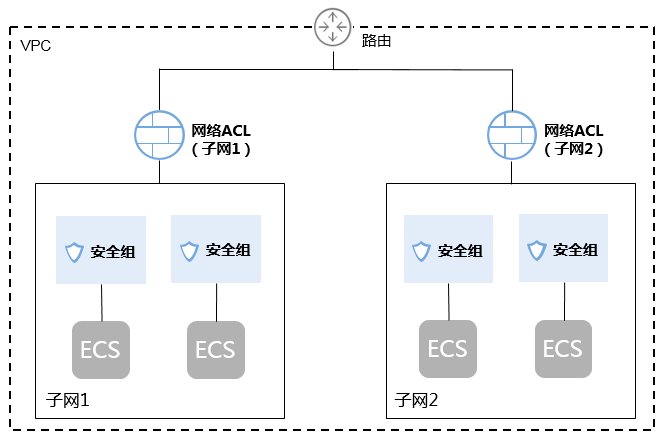 VPC
路由
网络ACL
（子网1）
网络ACL
（子网2）
安全组
安全组
安全组
安全组
ECS
ECS
ECS
ECS
子网1
子网2